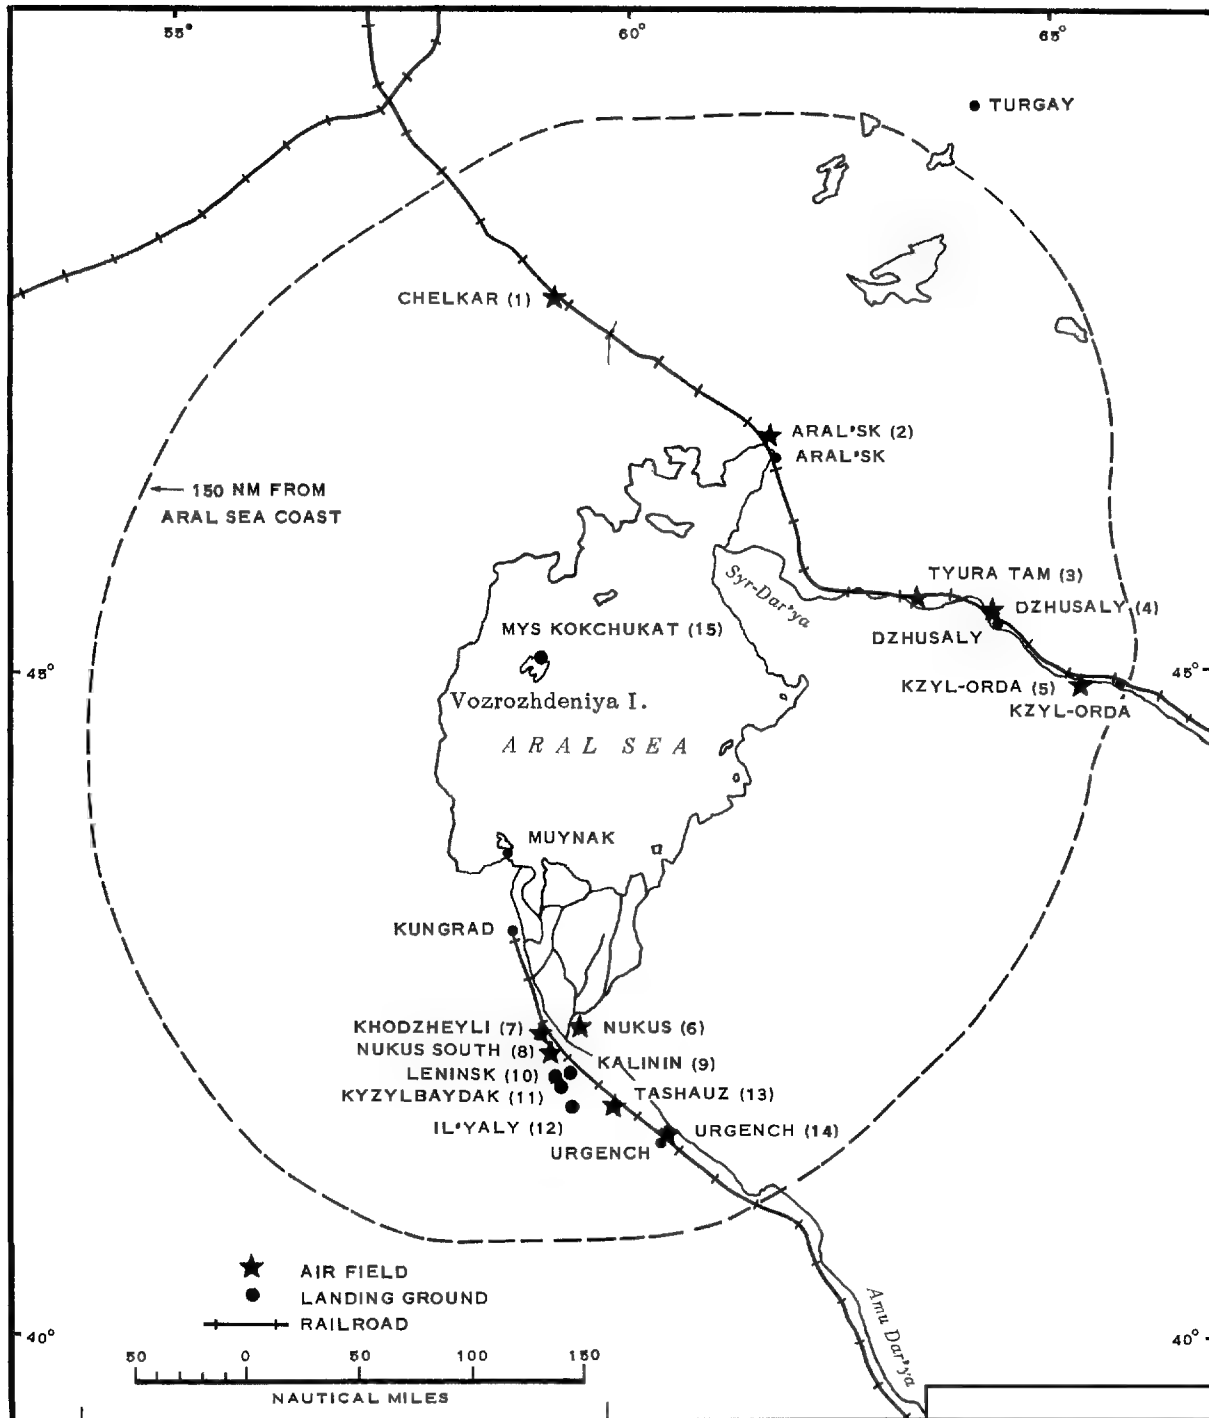 55°
60°
65°
TURGAY
CHELKAR (1)
ARAL'SK (2)
ARAL'SK
150 NM FROM
ARAL SEA COAST
TYURA TAM (3)
Syr-Dar'ya
DZHUSALY (4)
DZHUSALY
MYS KOKCHUKAT (15)
45°
45°
KZYL-ORDA (5)
KZYL-ORDA
Vozrozhdeniya I.
ARAL SEA
MUYNAK
KUNGRAD
KHODZHEYLI (7)
NUKUS (6)
NUKUS SOUTH (8)
KALININ (9)
LENINSK (10)
KYZYLBAYDAK (11)
TASHAUZ (13)
IL'YALY (12)
URGENCH (14)
URGENCH
AIR FIELD
LANDING GROUND
RAILROAD
Amu Dar'ya
40°
40°
50 0 50 100 150
NAUTICAL MILES